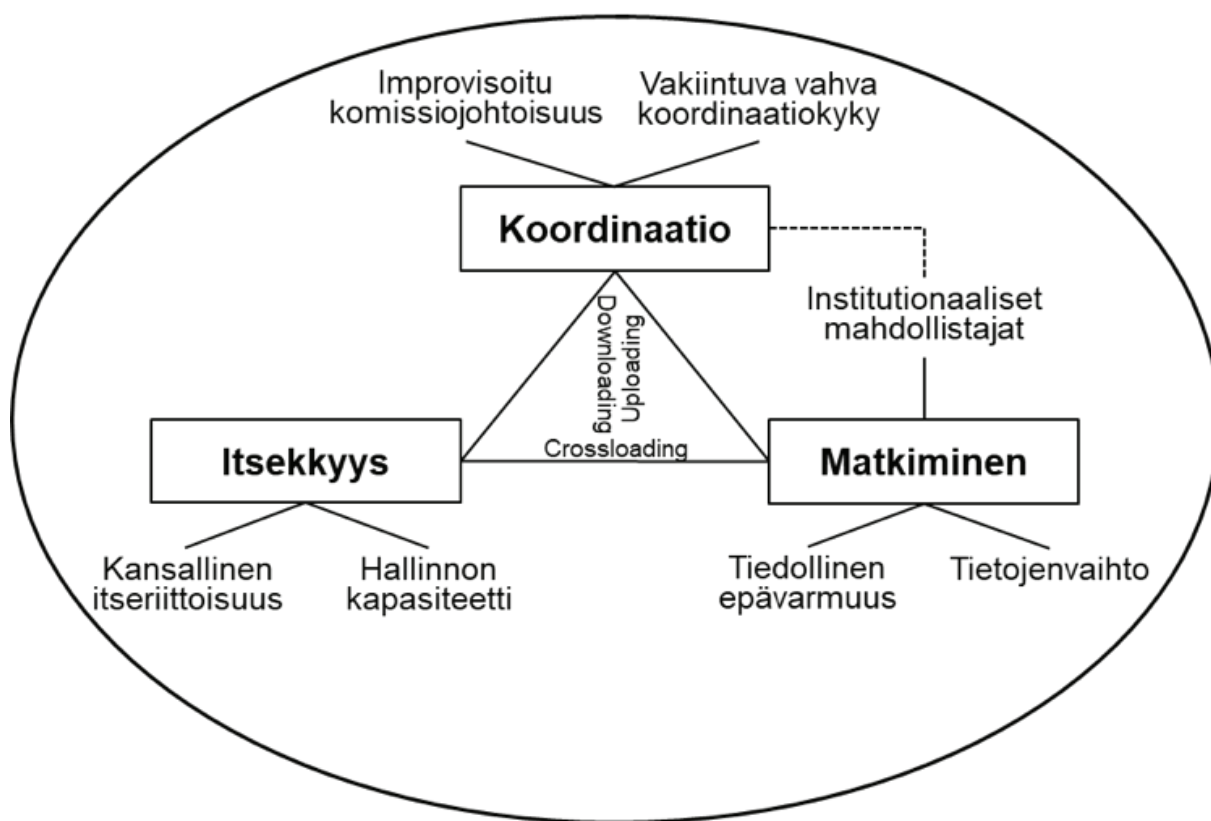 Improvisoitu
komissiojohtoisuus
Vakiintuva vahva
koordinaatiokyky
Koordinaatio
Institutionaaliset
mahdollistajat
Downloading
Uploading
Crossloading
Itsekkyys
Matkiminen
Kansallinen
itseriittoisuus
Hallinnon
kapasiteetti
Tiedollinen
epävarmuus
Tietojenvaihto